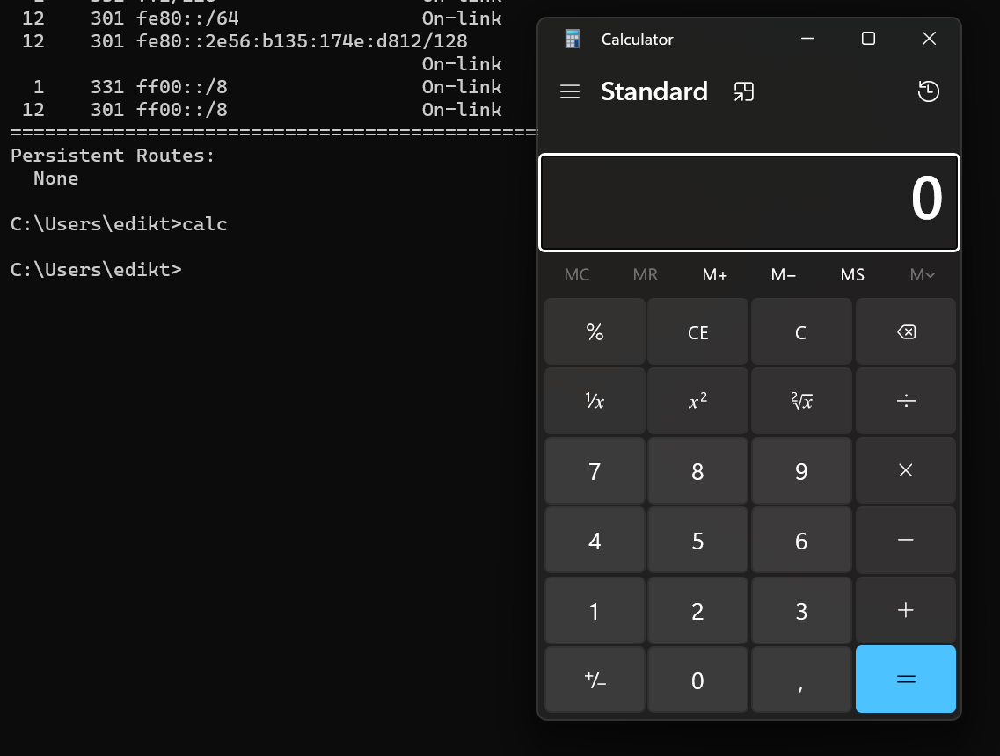 12    301 fe80::/64                On-link
12    301 fe80::2e56:b135:174e:d812/128
On-link
1    331 ff00::/8                 On-link
12    301 ff00::/8                 On-link
===============================================
Persistent Routes:
None
C:\Users\edikt>calc
C:\Users\edikt>
Calculator
Standard
0
MC MR M+ M− MS M
% CE C
¹⁄x x² ²√x ÷
7 8 9 ×
4 5 6 −
1 2 3 +
+/− 0 , =